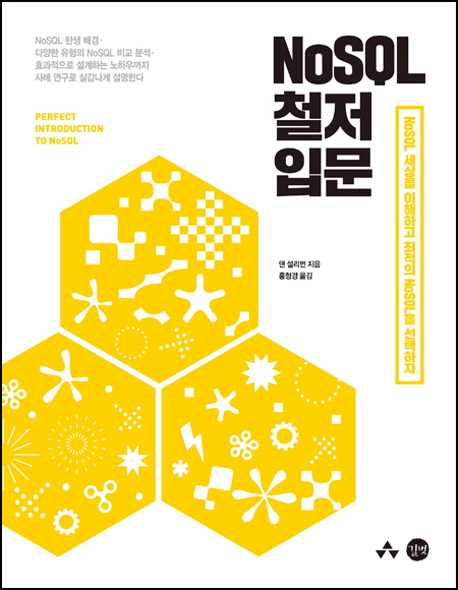 NoSQL 탄생 배경·
다양한 유형의 NoSQL 비교 분석·
효과적으로 설계하는 노하우까지
사례 연구로 실감나게 설명한다
PERFECT
INTRODUCTION
TO NoSQL
NoSQL
철저
입문
NoSQL 세상을 이해하고 최적의 NoSQL을 선택하자
댄 설리번 지음
홍형경 옮김
길벗